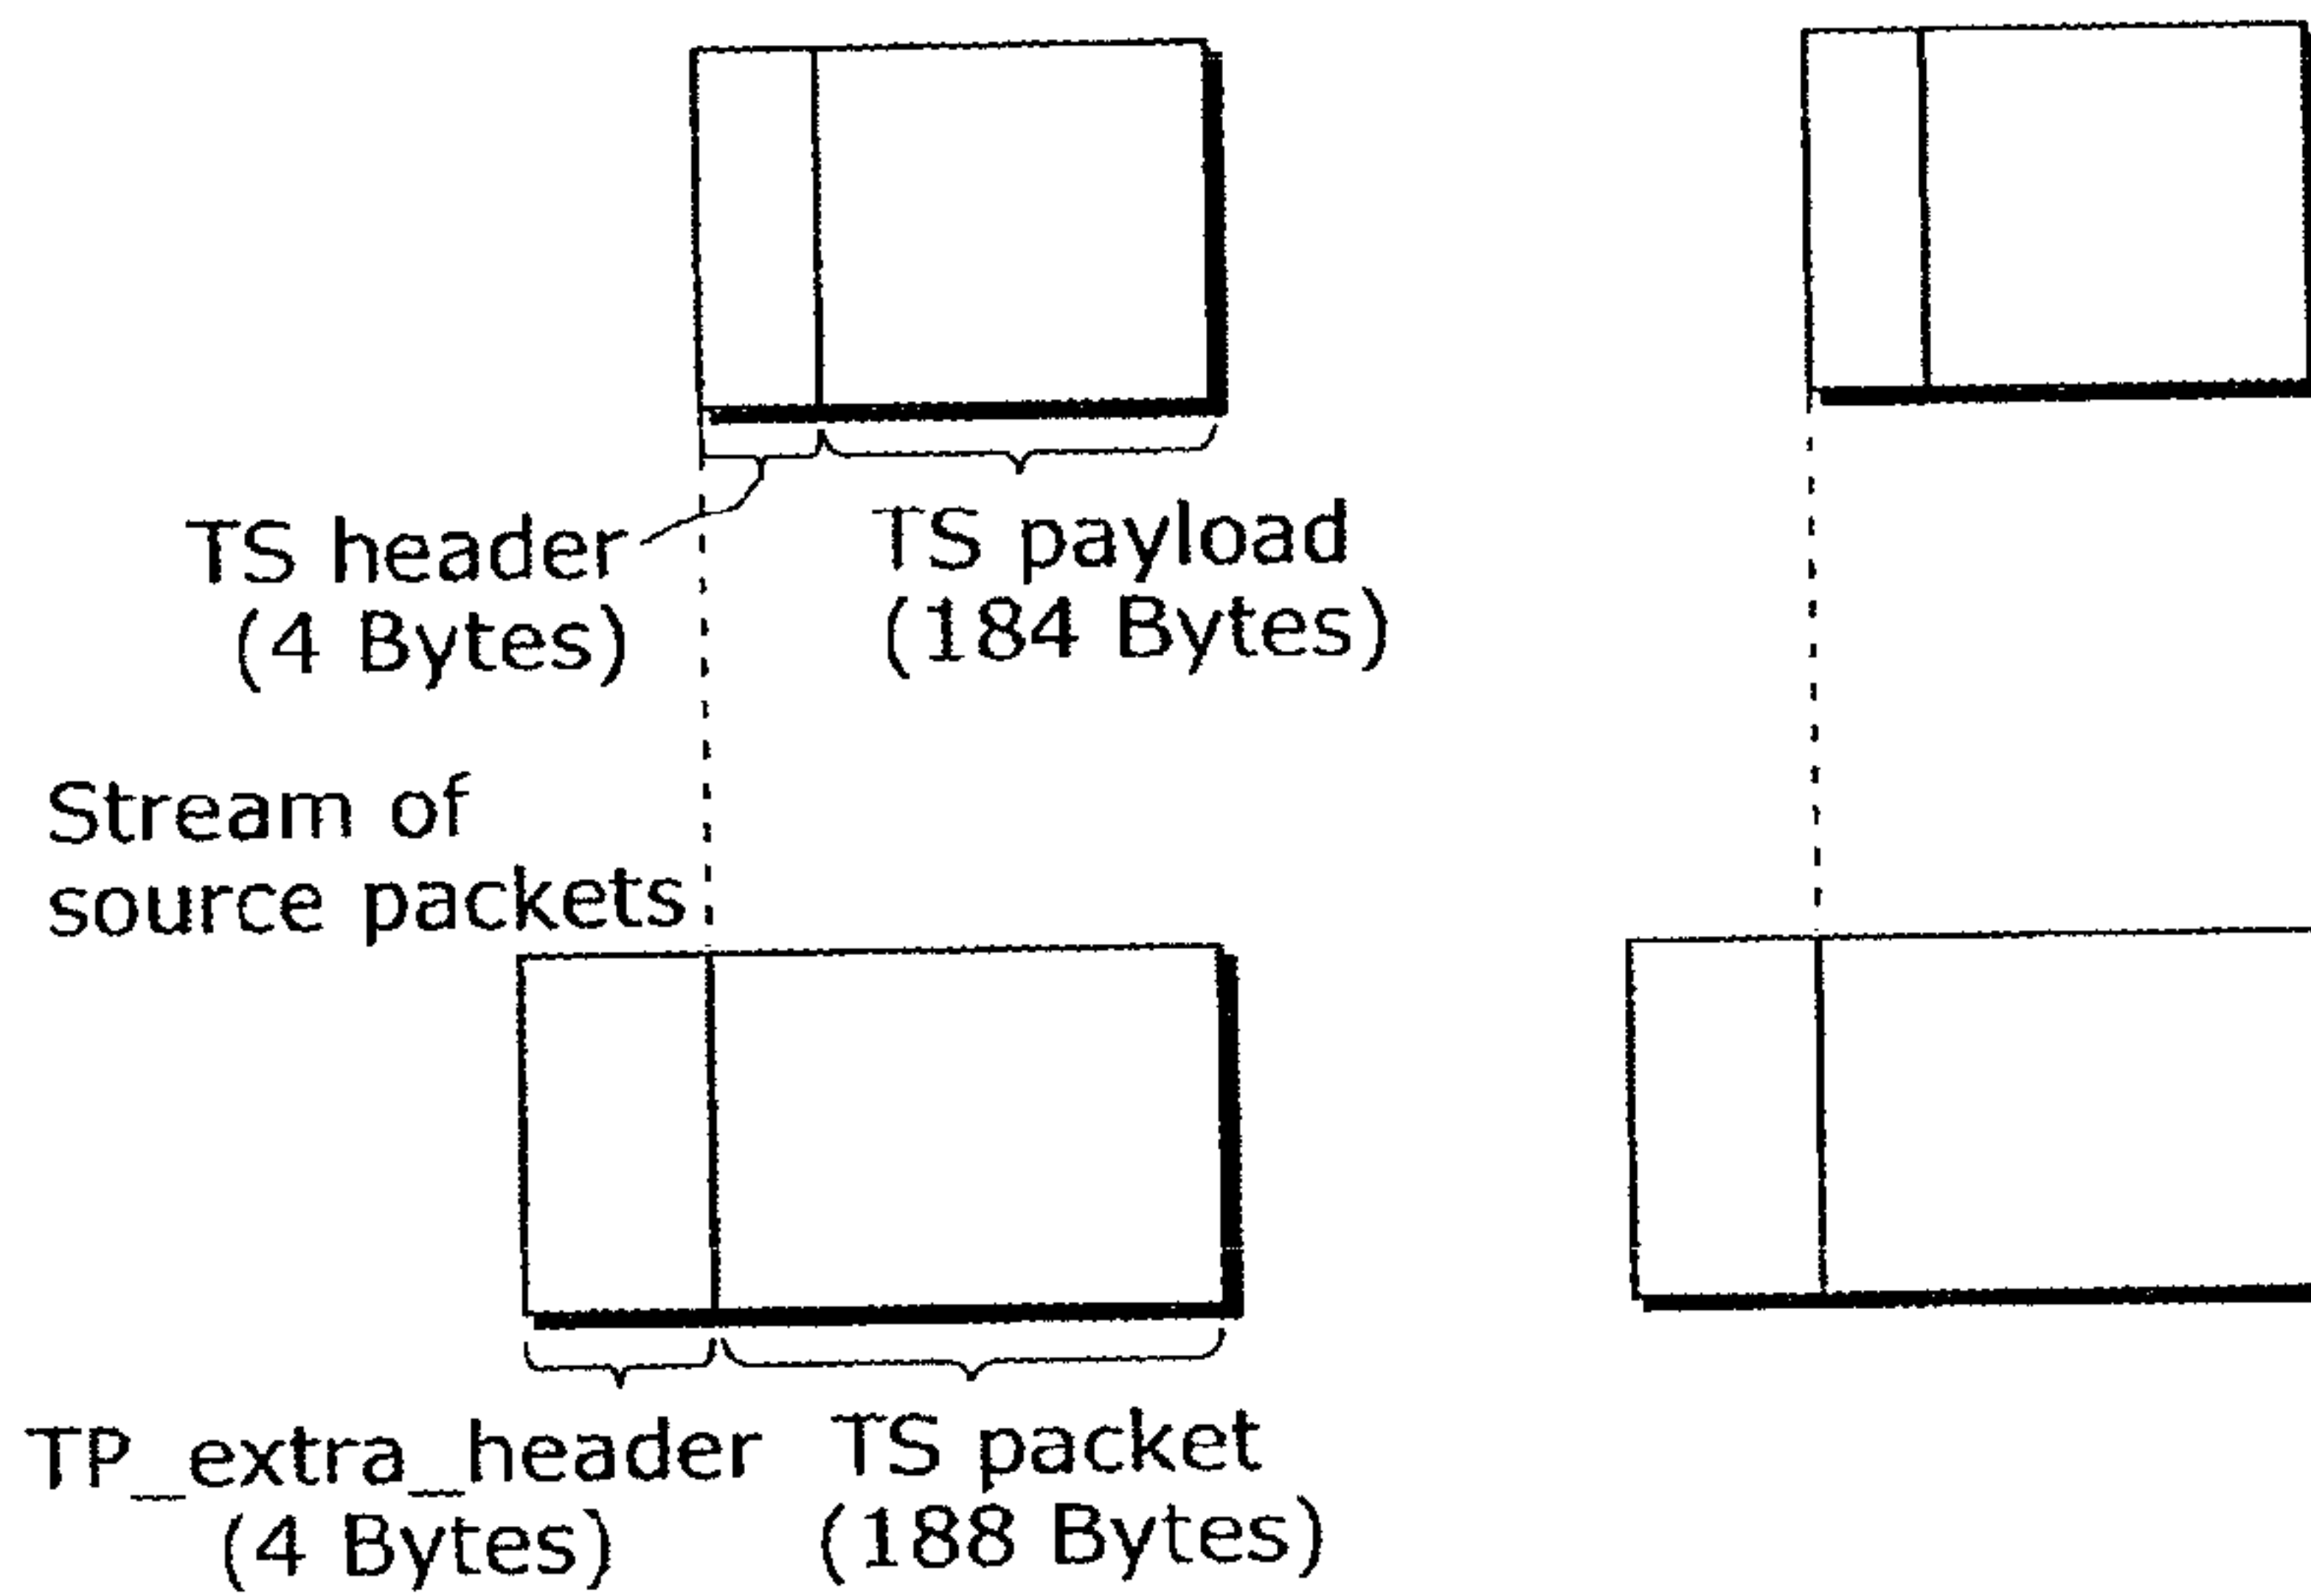 TS header
(4 Bytes)
TS payload
(184 Bytes)
Stream of
source packets
TP_extra_header
(4 Bytes)
TS packet
(188 Bytes)